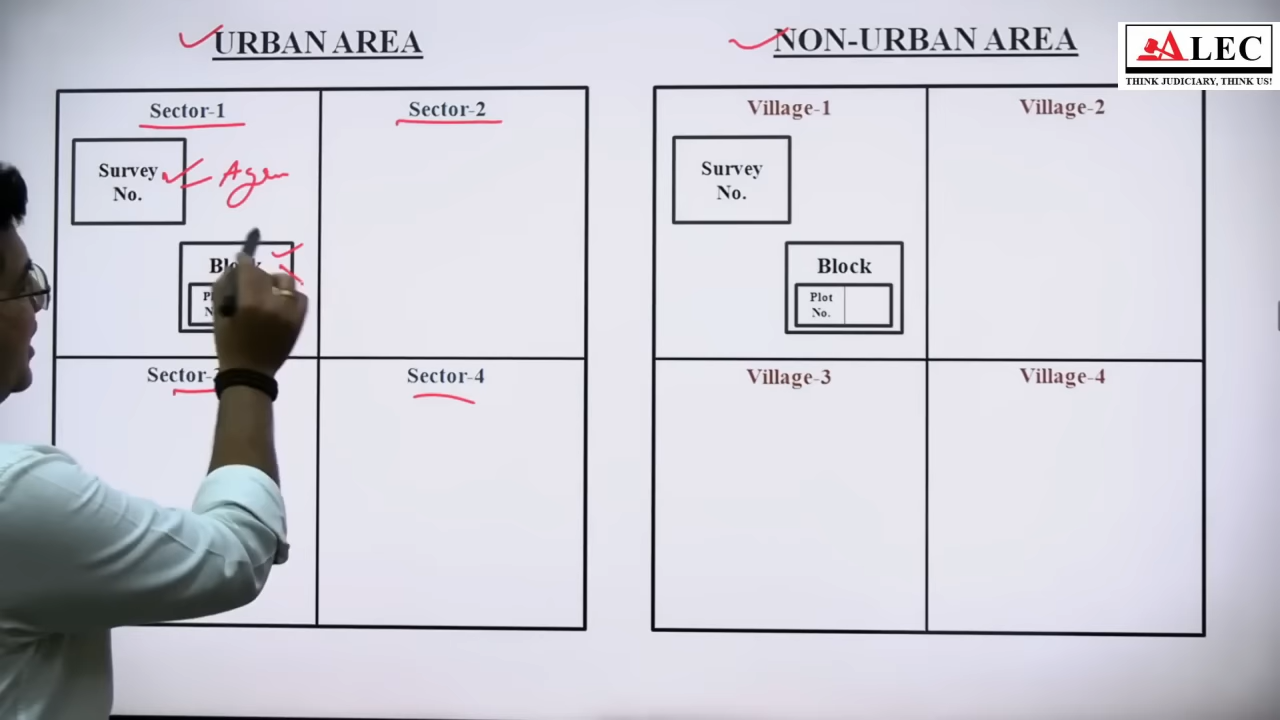 URBAN AREA
Sector-1
Sector-2
Survey
No.
Block
Sector-4
NON-URBAN AREA
Village-1
Village-2
Survey
No.
Block
Plot
No.
Village-3
Village-4
ALEC
THINK JUDICIARY, THINK US!